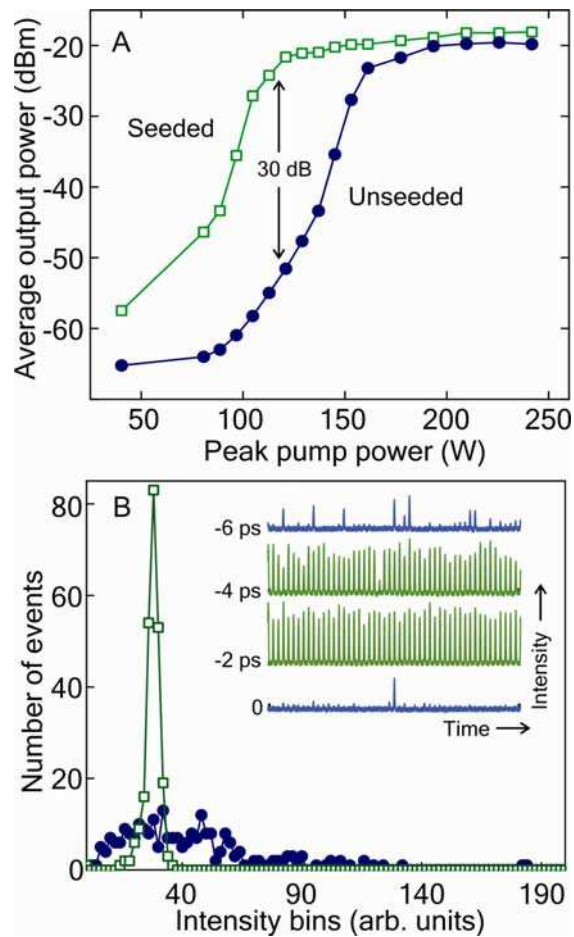 A
Average output power (dBm)
-20
-30
-40
-50
-60
Seeded
30 dB
Unseeded
50 100 150 200 250
Peak pump power (W)
B
Number of events
80
60
40
20
0
-6 ps
-4 ps
-2 ps
0
Intensity
Time
40 90 140 190
Intensity bins (arb. units)